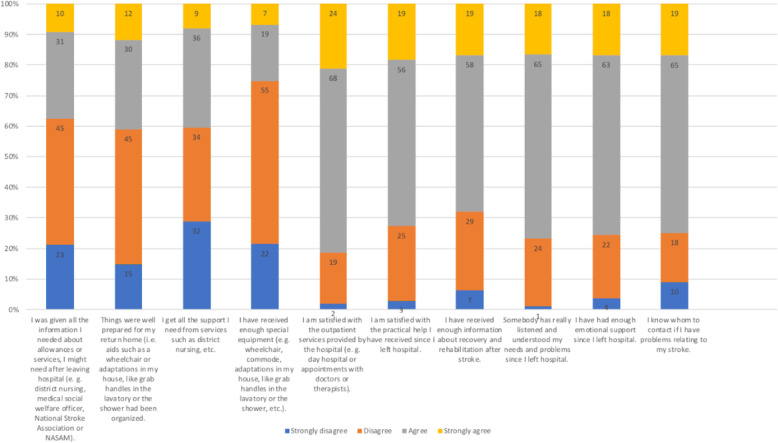 100%
10 12 9 7 24 19 19 18 18 19
90%
31 30 36 19 68 56 58 65 63 65
80%
70%
45 45 34 55
60%
50%
40%
30%
29
25 24 22 18
20%
23 15 32 22 19
10%
2 3 7 1 10
0%
I was given all the
information I
needed about
allowances or
services, I might
need after leaving
hospital (e. g.
district nursing,
medical social
welfare officer,
National Stroke
Association or
NASAM).
Things were well
prepared for my
return home (i.e.
aids such as a
wheelchair or
adaptations in my
house, like grab
handles in the
lavatory or the
shower had been
organized.
I get all the support I
need from services
such as district
nursing, etc.
I have received
enough special
equipment (e.g.
wheelchair,
commode,
adaptations in my
house, like grab
handles in the
lavatory or the
shower, etc.).
I am satisfied with
the outpatient
services provided by
the hospital (e. g.
day hospital or
appointments with
doctors or
therapists).
I am satisfied with
the practical help I
have received since I
left hospital.
I have received
enough information
about recovery and
rehabilitation after
stroke.
Somebody has really
listened and
understood my
needs and problems
since I left hospital.
I have had enough
emotional support
since I left hospital.
I know whom to
contact if I have
problems relating to
my stroke.
Strongly disagree Disagree Agree Strongly agree